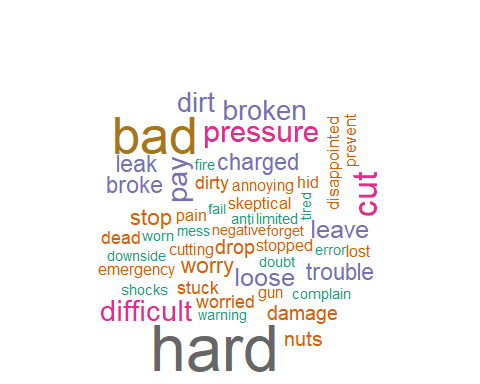 dirt
broken
bad
pressure
disappointed
prevent
leak
pay
fire
charged
cut
broke
dirty
annoying
hid
fail
skeptical
tired
stop
pain
anti
limited
leave
dead
worn
mess
negative
forget
downside
cutting
drop
stopped
error
lost
emergency
worry
doubt
loose
trouble
shocks
stuck
gun
complain
worried
difficult
warning
damage
hard
nuts